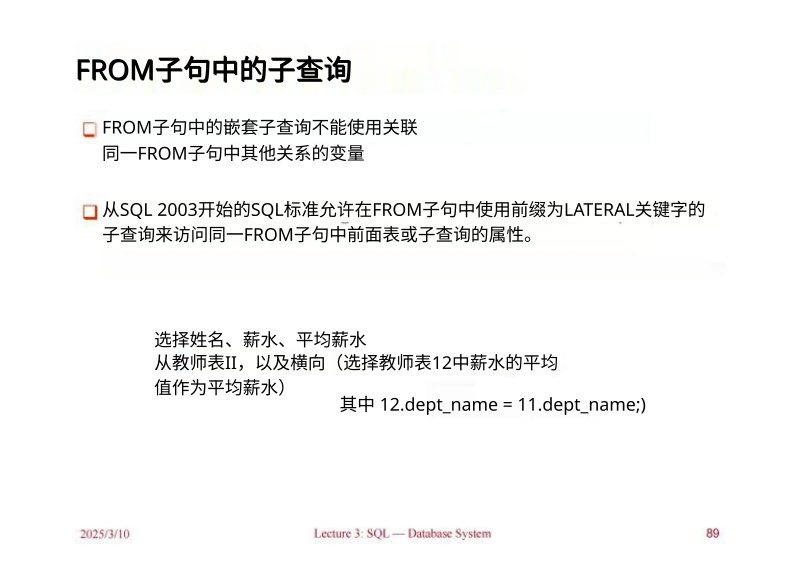 FROM子句中的子查询
FROM子句中的嵌套子查询不能使用关联
同一FROM子句中其他关系的变量
从SQL 2003开始的SQL标准允许在FROM子句中使用前缀为LATERAL关键字的
子查询来访问同一FROM子句中前面表或子查询的属性。
选择姓名、薪水、平均薪水
从教师表II，以及横向（选择教师表12中薪水的平均
值作为平均薪水）
其中 12.dept_name = 11.dept_name;)
2025/3/10
Lecture 3: SQL — Database System
89